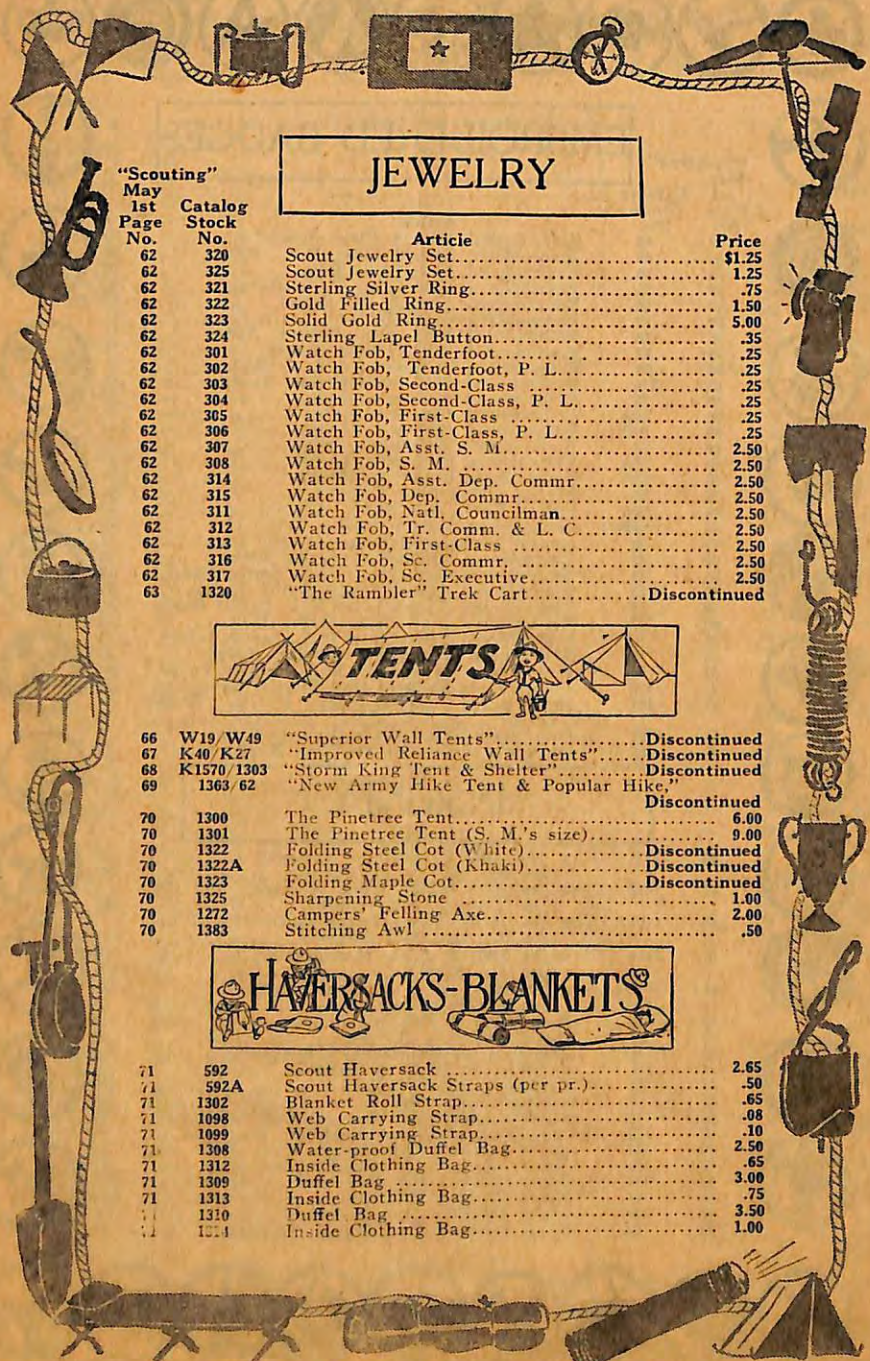 JEWELRY
"Scouting"
May
1st Catalog
Page Stock
No. No. Article Price
62 320 Scout Jewelry Set................................ $1.25
62 325 Scout Jewelry Set................................ 1.25
62 321 Sterling Silver Ring.............................. .75
62 322 Gold Filled Ring................................. 1.50
62 323 Solid Gold Ring.................................. 5.00
62 324 Sterling Lapel Button............................ .35
62 301 Watch Fob, Tenderfoot........ . . ............... .25
62 302 Watch Fob, Tenderfoot, P. L...................... .25
62 303 Watch Fob, Second-Class ......................... .25
62 304 Watch Fob, Second-Class, P. L.................... .25
62 305 Watch Fob, First-Class .......................... .25
62 306 Watch Fob, First-Class, P. L..................... .25
62 307 Watch Fob, Asst. S. M............................ 2.50
62 308 Watch Fob, S. M. ................................ 2.50
62 314 Watch Fob, Asst. Dep. Commr...................... 2.50
62 315 Watch Fob, Dep. Commr............................ 2.50
62 311 Watch Fob, Natl. Councilman...................... 2.50
62 312 Watch Fob, Tr. Comm. & L. C...................... 2.50
62 313 Watch Fob, First-Class .......................... 2.50
62 316 Watch Fob, Sc. Commr. ........................... 2.50
62 317 Watch Fob, Sc. Executive......................... 2.50
63 1320 "The Rambler" Trek Cart...............Discontinued
TENTS
66 W19/W49 "Superior Wall Tents"..................Discontinued
67 K40/K27 "Improved Reliance Wall Tents"......Discontinued
68 K1570/1303 "Storm King Tent & Shelter"..........Discontinued
69 1363/62 "New Army Hike Tent & Popular Hike,"
Discontinued
70 1300 The Pinetree Tent................................ 6.00
70 1301 The Pinetree Tent (S. M.'s size)................. 9.00
70 1322 Folding Steel Cot (White)..............Discontinued
70 1322A Folding Steel Cot (Khaki)..............Discontinued
70 1323 Folding Maple Cot......................Discontinued
70 1325 Sharpening Stone ................................ 1.00
70 1272 Campers' Felling Axe............................. 2.00
70 1383 Stitching Awl ................................... .50
HAVERSACKS-BLANKETS
71 592 Scout Haversack ................................. 2.65
71 592A Scout Haversack Straps (per pr.)................. .50
71 1302 Blanket Roll Strap............................... .65
71 1098 Web Carrying Strap............................... .08
71 1099 Web Carrying Strap............................... .10
71 1308 Water-proof Duffel Bag........................... 2.50
71 1312 Inside Clothing Bag.............................. .65
71 1309 Duffel Bag ...................................... 3.00
71 1313 Inside Clothing Bag.............................. .75
1310 Duffel Bag ...................................... 3.50
Inside Clothing Bag.............................. 1.00